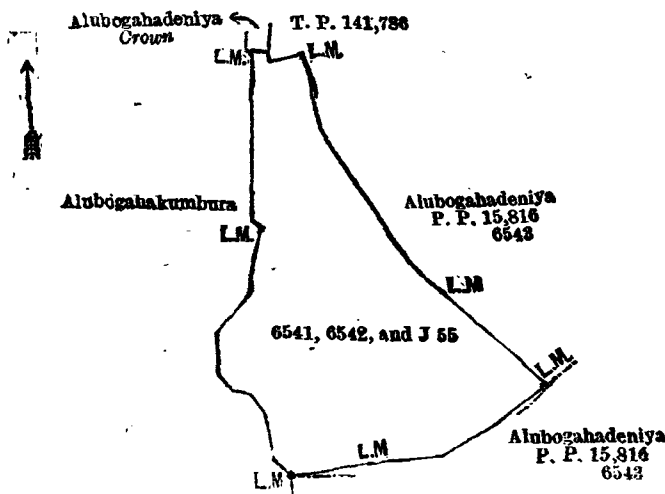 Alubogahadeniya
Crown
T. P. 141,786
L.M.
L.M.
Alubogahakumbura
L.M.
Alubogahadeniya
P. P. 15,816
6543
L.M
6541, 6542, and J 55
L.M.
L.M
Alubogahadeniya
P. P. 15,816
6543
L.M